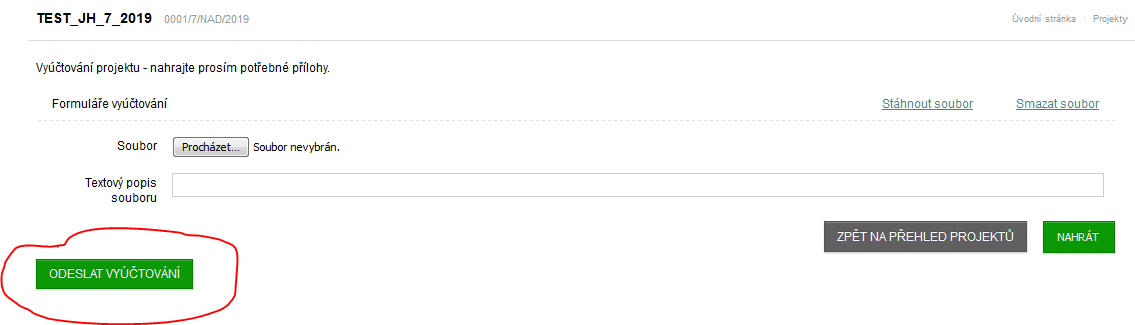 TEST_JH_7_2019 0001/7/NAD/2019 Úvodní stránka Projekty
Vyúčtování projektu - nahrajte prosím potřebné přílohy.
Formuláře vyúčtování Stáhnout soubor Smazat soubor
Soubor Procházet... Soubor nevybrán.
Textový popis
souboru
ZPĚT NA PŘEHLED PROJEKTŮ NAHRÁT
ODESLAT VYÚČTOVÁNÍ